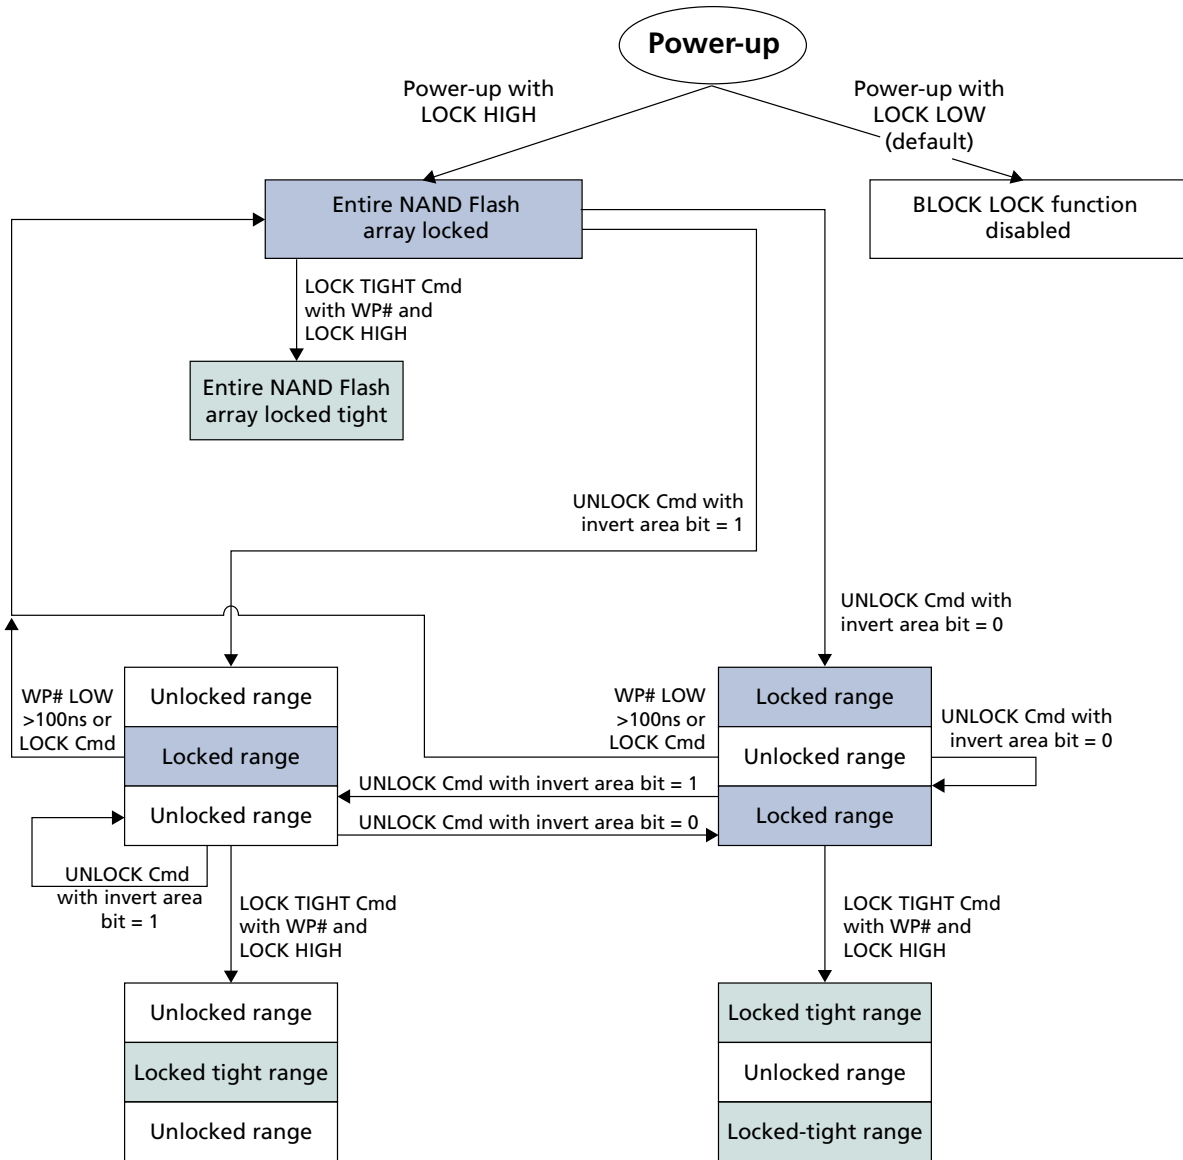 Power-up
Power-up with
LOCK HIGH
Power-up with
LOCK LOW
(default)
Entire NAND Flash
array locked
BLOCK LOCK function
disabled
LOCK TIGHT Cmd
with WP# and
LOCK HIGH
Entire NAND Flash
array locked tight
UNLOCK Cmd with
invert area bit = 1
UNLOCK Cmd with
invert area bit = 0
WP# LOW
>100ns or
LOCK Cmd
Unlocked range
Locked range
Unlocked range
WP# LOW
>100ns or
LOCK Cmd
Locked range
Unlocked range
Locked range
UNLOCK Cmd with
invert area bit = 0
UNLOCK Cmd with invert area bit = 1
UNLOCK Cmd with invert area bit = 0
UNLOCK Cmd
with invert area
bit = 1
LOCK TIGHT Cmd
with WP# and
LOCK HIGH
LOCK TIGHT Cmd
with WP# and
LOCK HIGH
Unlocked range
Locked tight range
Unlocked range
Locked tight range
Unlocked range
Locked-tight range